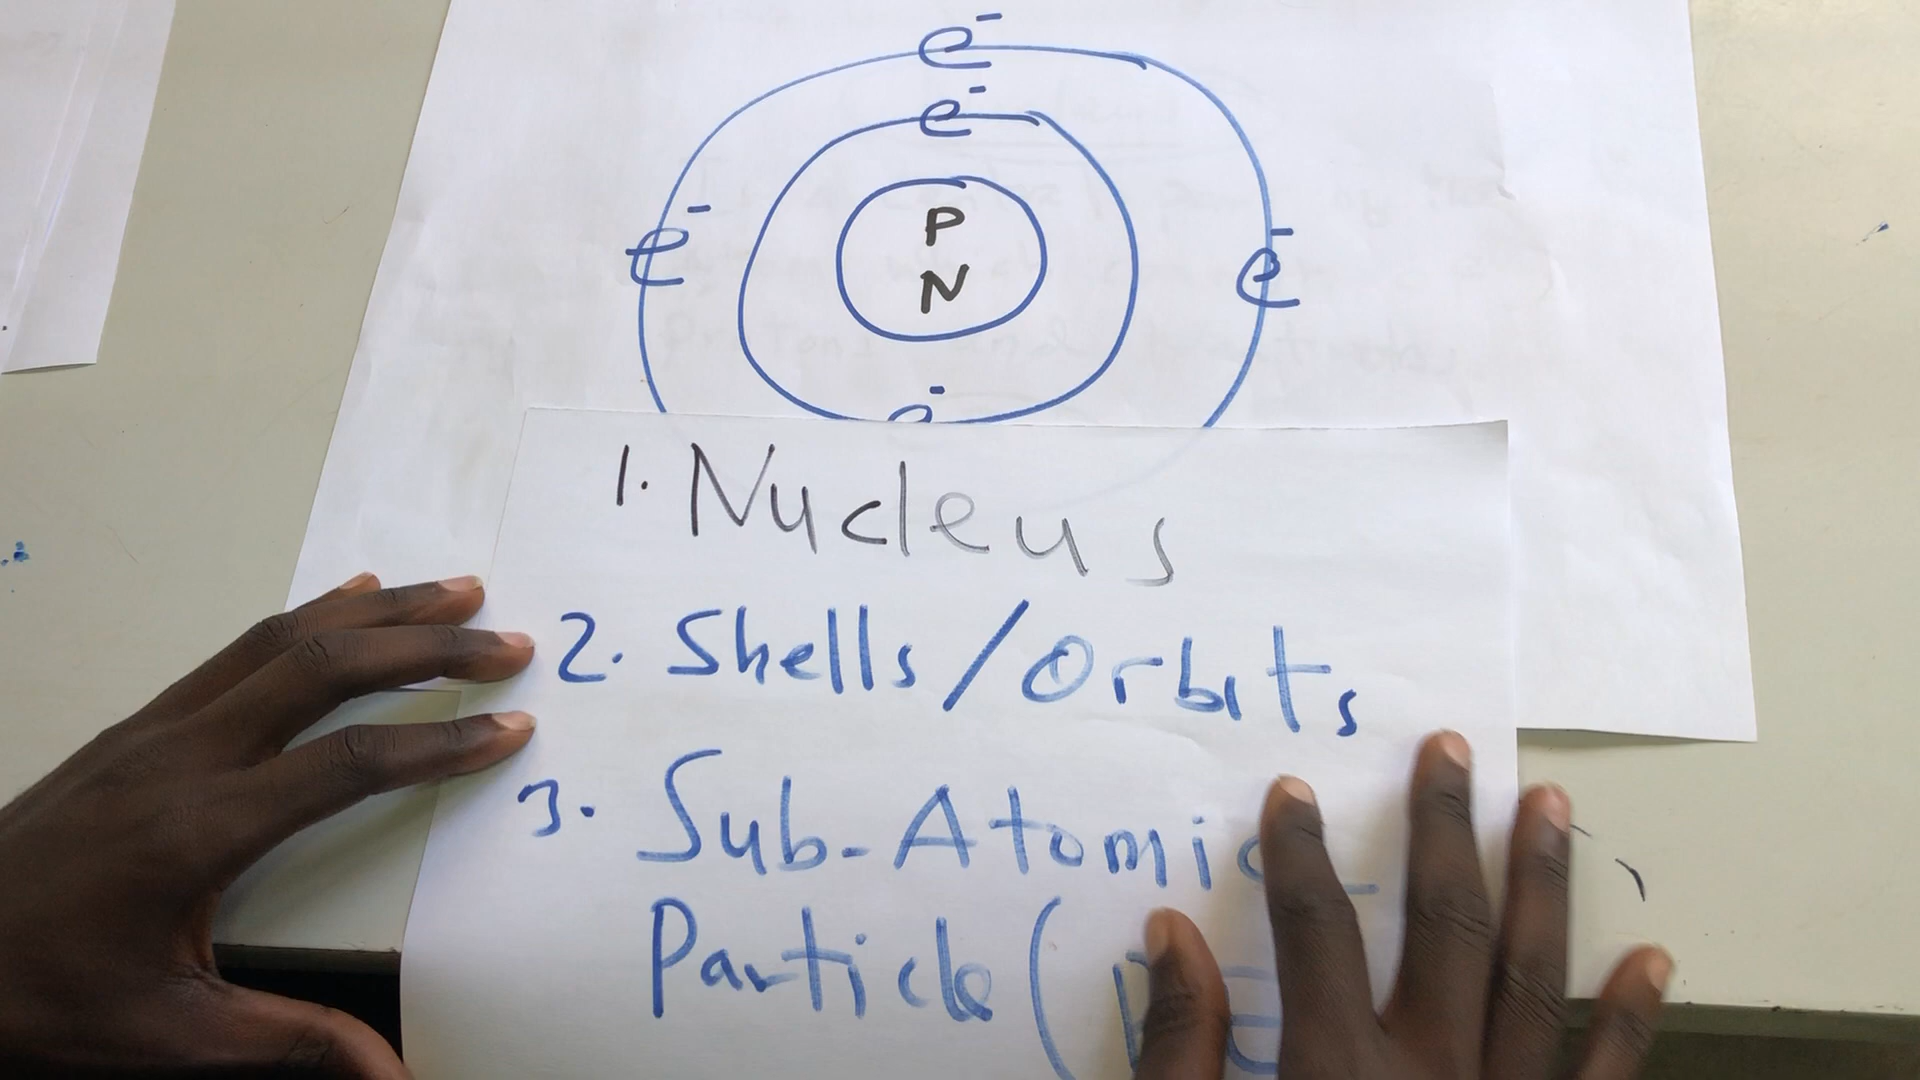 e⁻
e⁻
e⁻
P
e⁻
N
1. Nucleus
2. Shells/Orbits
3. Sub-Atomic
Particle (